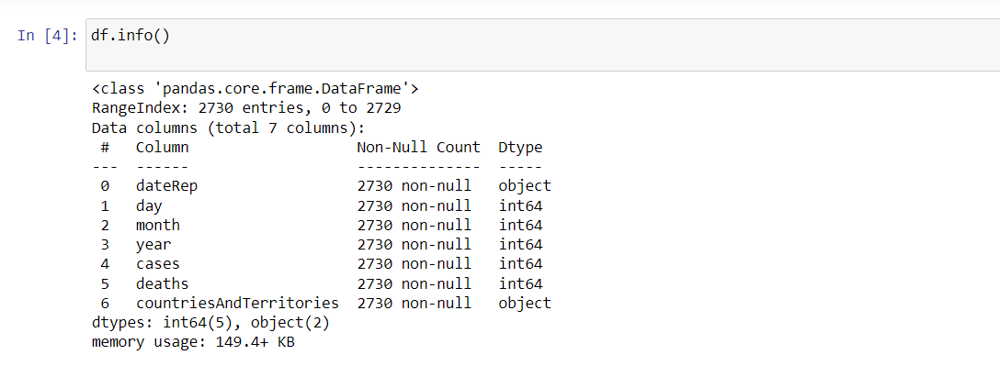 In [4]: df.info()
<class 'pandas.core.frame.DataFrame'>
RangeIndex: 2730 entries, 0 to 2729
Data columns (total 7 columns):
 #   Column                   Non-Null Count  Dtype
---  ------                   --------------  -----
 0   dateRep                  2730 non-null   object
 1   day                      2730 non-null   int64
 2   month                    2730 non-null   int64
 3   year                     2730 non-null   int64
 4   cases                    2730 non-null   int64
 5   deaths                   2730 non-null   int64
 6   countriesAndTerritories  2730 non-null   object
dtypes: int64(5), object(2)
memory usage: 149.4+ KB